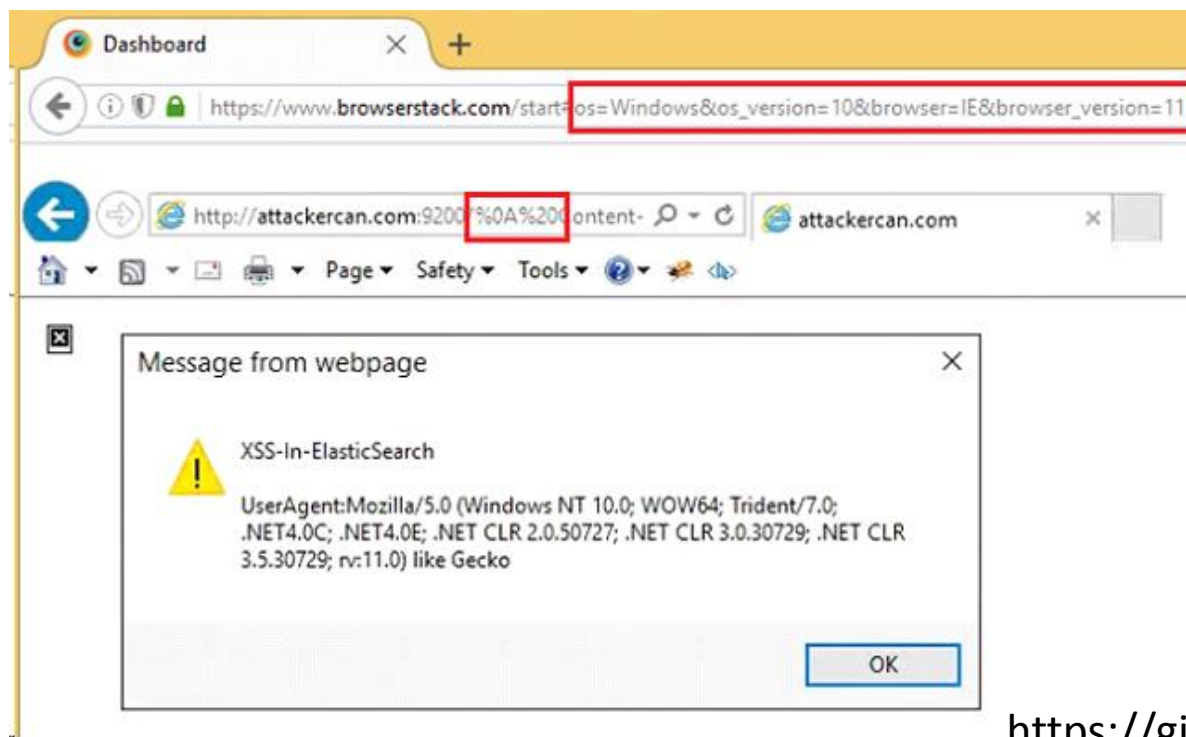 Dashboard
https://www.browserstack.com/start#os=Windows&os_version=10&browser=IE&browser_version=11
http://attackercan.com:9200/%0A%20Content-
attackercan.com
Page Safety Tools
Message from webpage
XSS-In-ElasticSearch
UserAgent:Mozilla/5.0 (Windows NT 10.0; WOW64; Trident/7.0;
.NET4.0C; .NET4.0E; .NET CLR 2.0.50727; .NET CLR 3.0.30729; .NET CLR
3.5.30729; rv:11.0) like Gecko
OK